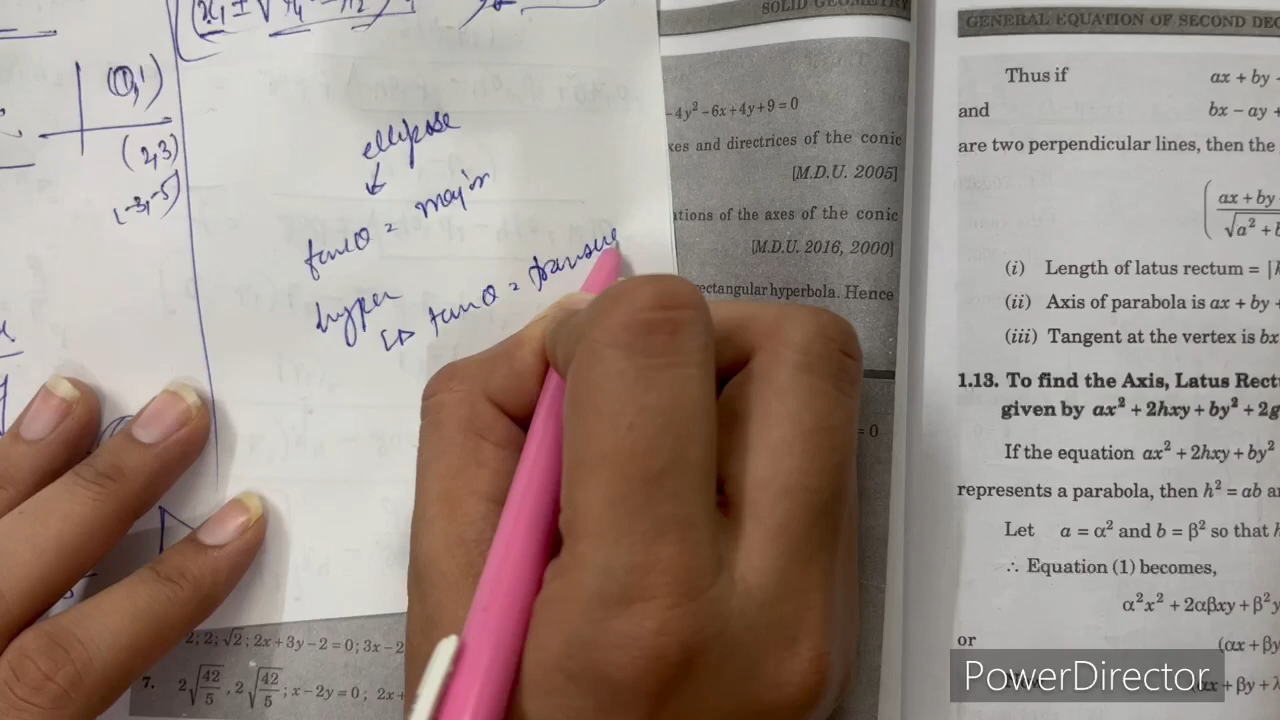 (0,1)
(2,3)
(-3,-5)
ellipose
tanθ = major
hyper
tanθ = transve
SOLID GEOMETRY
-4y²-6x+4y+9=0
xes and directrices of the conic
[M.D.U. 2005]
ations of the axes of the conic
[M.D.U. 2016, 2000]
rectangular hyperbola. Hence
= 0
2; 2; √2; 2x+3y-2=0; 3x-2
7. 2√42/5, 2√42/5; x-2y=0; 2x+
GENERAL EQUATION OF SECOND DEG
Thus if ax + by
and bx - ay +
are two perpendicular lines, then the
ax + by
√a² + b
(i) Length of latus rectum = |k
(ii) Axis of parabola is ax + by
(iii) Tangent at the vertex is bx
1.13. To find the Axis, Latus Rect
given by ax² + 2hxy + by² + 2g
If the equation ax² + 2hxy + by²
represents a parabola, then h² = ab a
Let a = α² and b = β² so that h
∴ Equation (1) becomes,
α²x² + 2αβxy + β²y
or (αx + βy
αx + βy + λ
PowerDirector